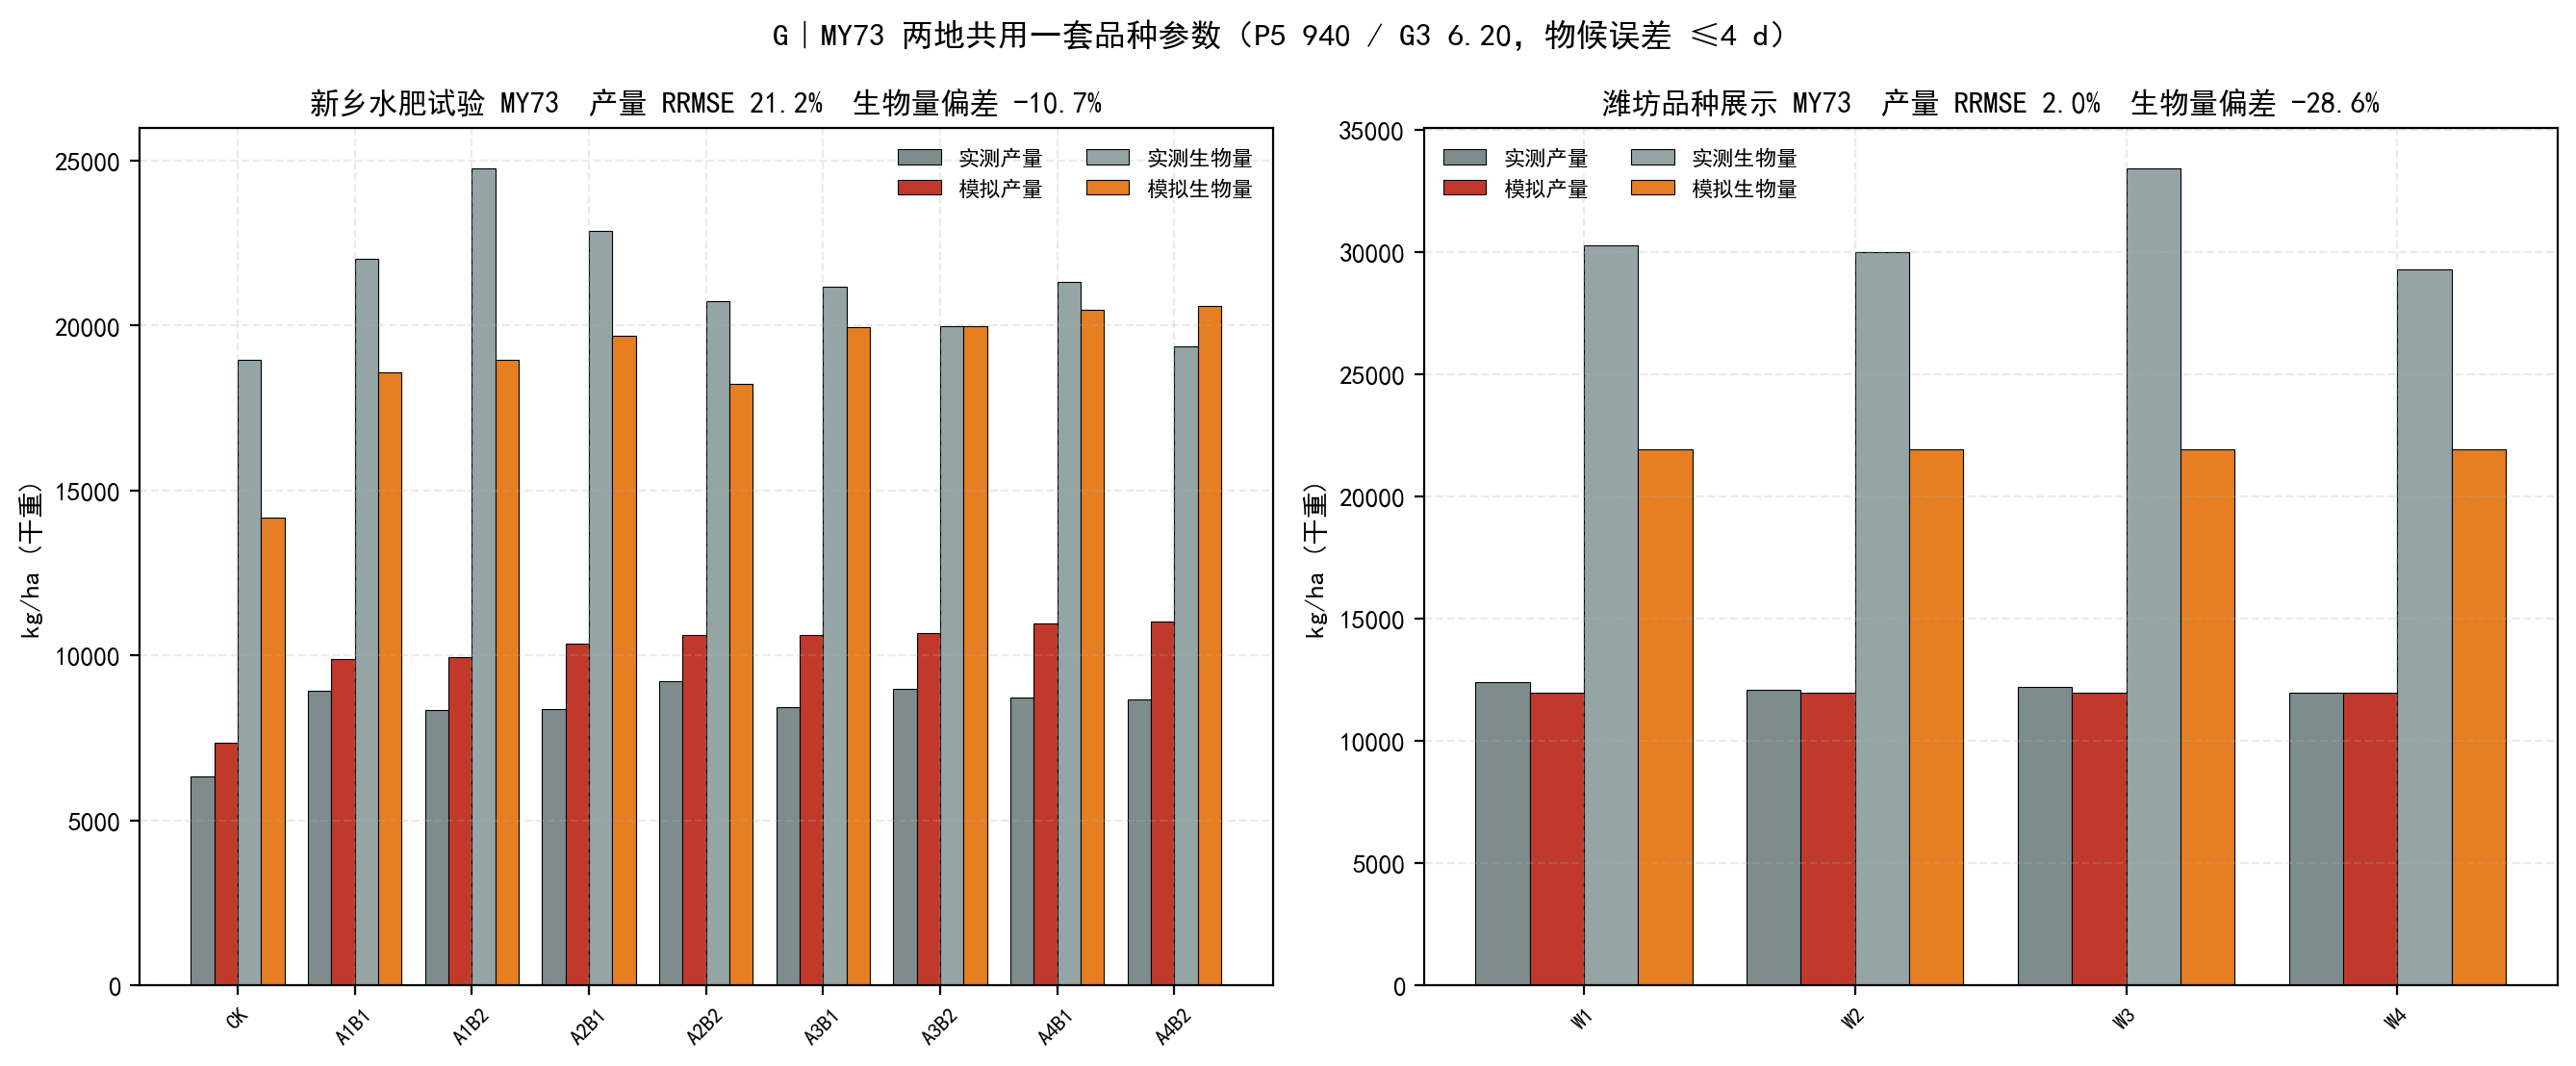 G｜MY73 两地共用一套品种参数（P5 940 / G3 6.20，物候误差 ≤4 d）
新乡水肥试验 MY73  产量 RRMSE 21.2%  生物量偏差 -10.7%
实测产量
模拟产量
实测生物量
模拟生物量
kg/ha (干重)
25000
20000
15000
10000
5000
0
CK
A1B1
A1B2
A2B1
A2B2
A3B1
A3B2
A4B1
A4B2
潍坊品种展示 MY73  产量 RRMSE 2.0%  生物量偏差 -28.6%
实测产量
模拟产量
实测生物量
模拟生物量
kg/ha (干重)
35000
30000
25000
20000
15000
10000
5000
0
W1
W2
W3
W4